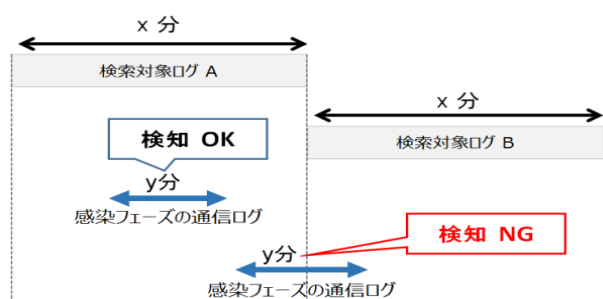 x 分
検索対象ログ A
x 分
検索対象ログ B
検知 OK
y分
感染フェーズの通信ログ
検知 NG
y分
感染フェーズの通信ログ